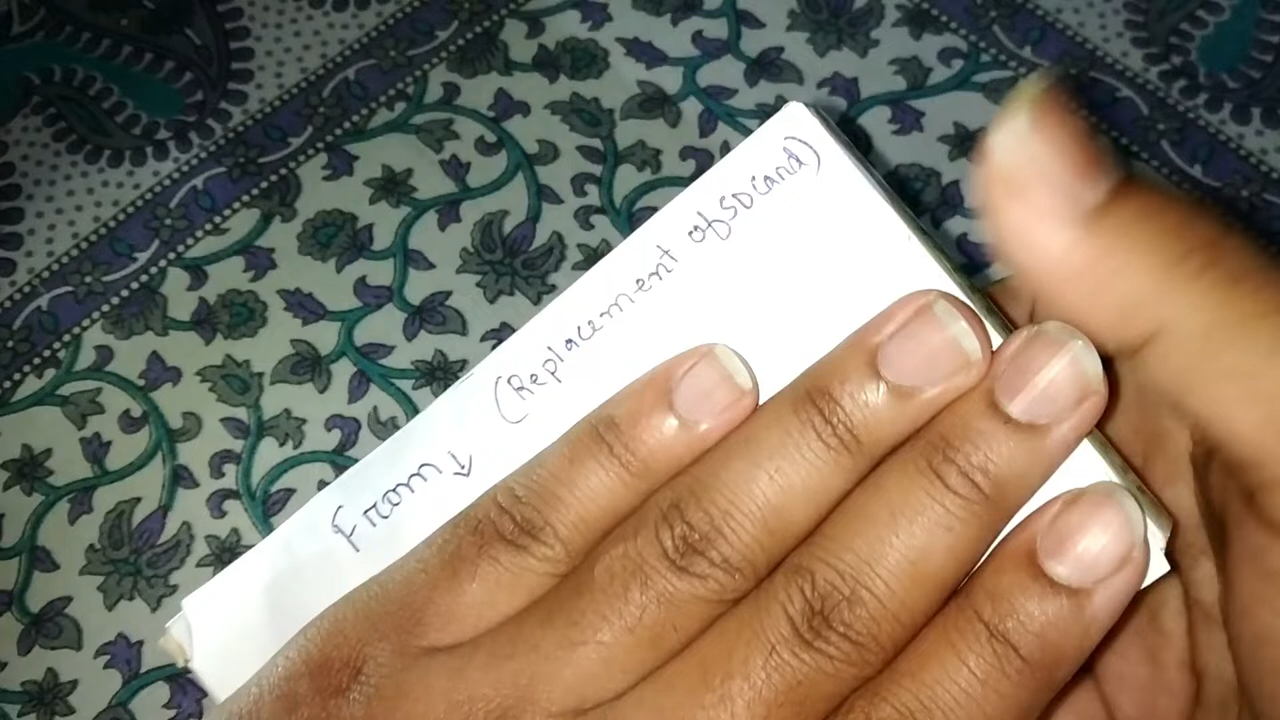 From ↓ (Replacement of SD Card)